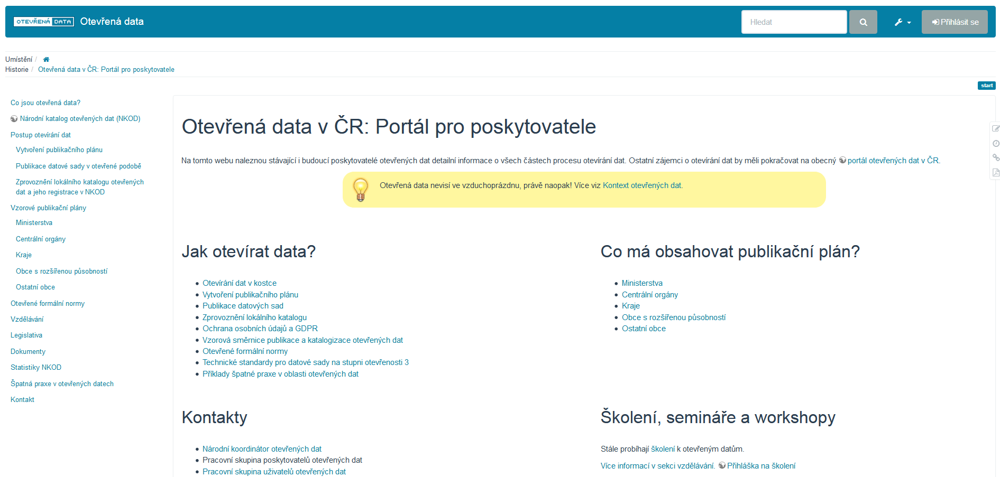 OTEVŘENÁ DATA
Otevřená data
Hledat
Přihlásit se
Umístění /
Historie / Otevřená data v ČR: Portál pro poskytovatele
start
Co jsou otevřená data?
Národní katalog otevřených dat (NKOD)
Postup otevírání dat
Vytvoření publikačního plánu
Publikace datové sady v otevřené podobě
Zprovoznění lokálního katalogu otevřených
dat a jeho registrace v NKOD
Vzorové publikační plány
Ministerstva
Centrální orgány
Kraje
Obce s rozšířenou působností
Ostatní obce
Otevřené formální normy
Vzdělávání
Legislativa
Dokumenty
Statistiky NKOD
Špatná praxe v otevřených datech
Kontakt
Otevřená data v ČR: Portál pro poskytovatele
Na tomto webu naleznou stávající i budoucí poskytovatelé otevřených dat detailní informace o všech částech procesu otevírání dat. Ostatní zájemci o otevírání dat by měli pokračovat na obecný portál otevřených dat v ČR.
Otevřená data nevisí ve vzduchoprázdnu, právě naopak! Více viz Kontext otevřených dat.
Jak otevírat data?
Otevírání dat v kostce
Vytvoření publikačního plánu
Publikace datových sad
Zprovoznění lokálního katalogu
Ochrana osobních údajů a GDPR
Vzorová směrnice publikace a katalogizace otevřených dat
Otevřené formální normy
Technické standardy pro datové sady na stupni otevřenosti 3
Příklady špatné praxe v oblasti otevřených dat
Co má obsahovat publikační plán?
Ministerstva
Centrální orgány
Kraje
Obce s rozšířenou působností
Ostatní obce
Kontakty
Národní koordinátor otevřených dat
Pracovní skupina poskytovatelů otevřených dat
Pracovní skupina uživatelů otevřených dat
Školení, semináře a workshopy
Stále probíhají školení k otevřeným datům.
Více informací v sekci vzdělávání. Přihláška na školení